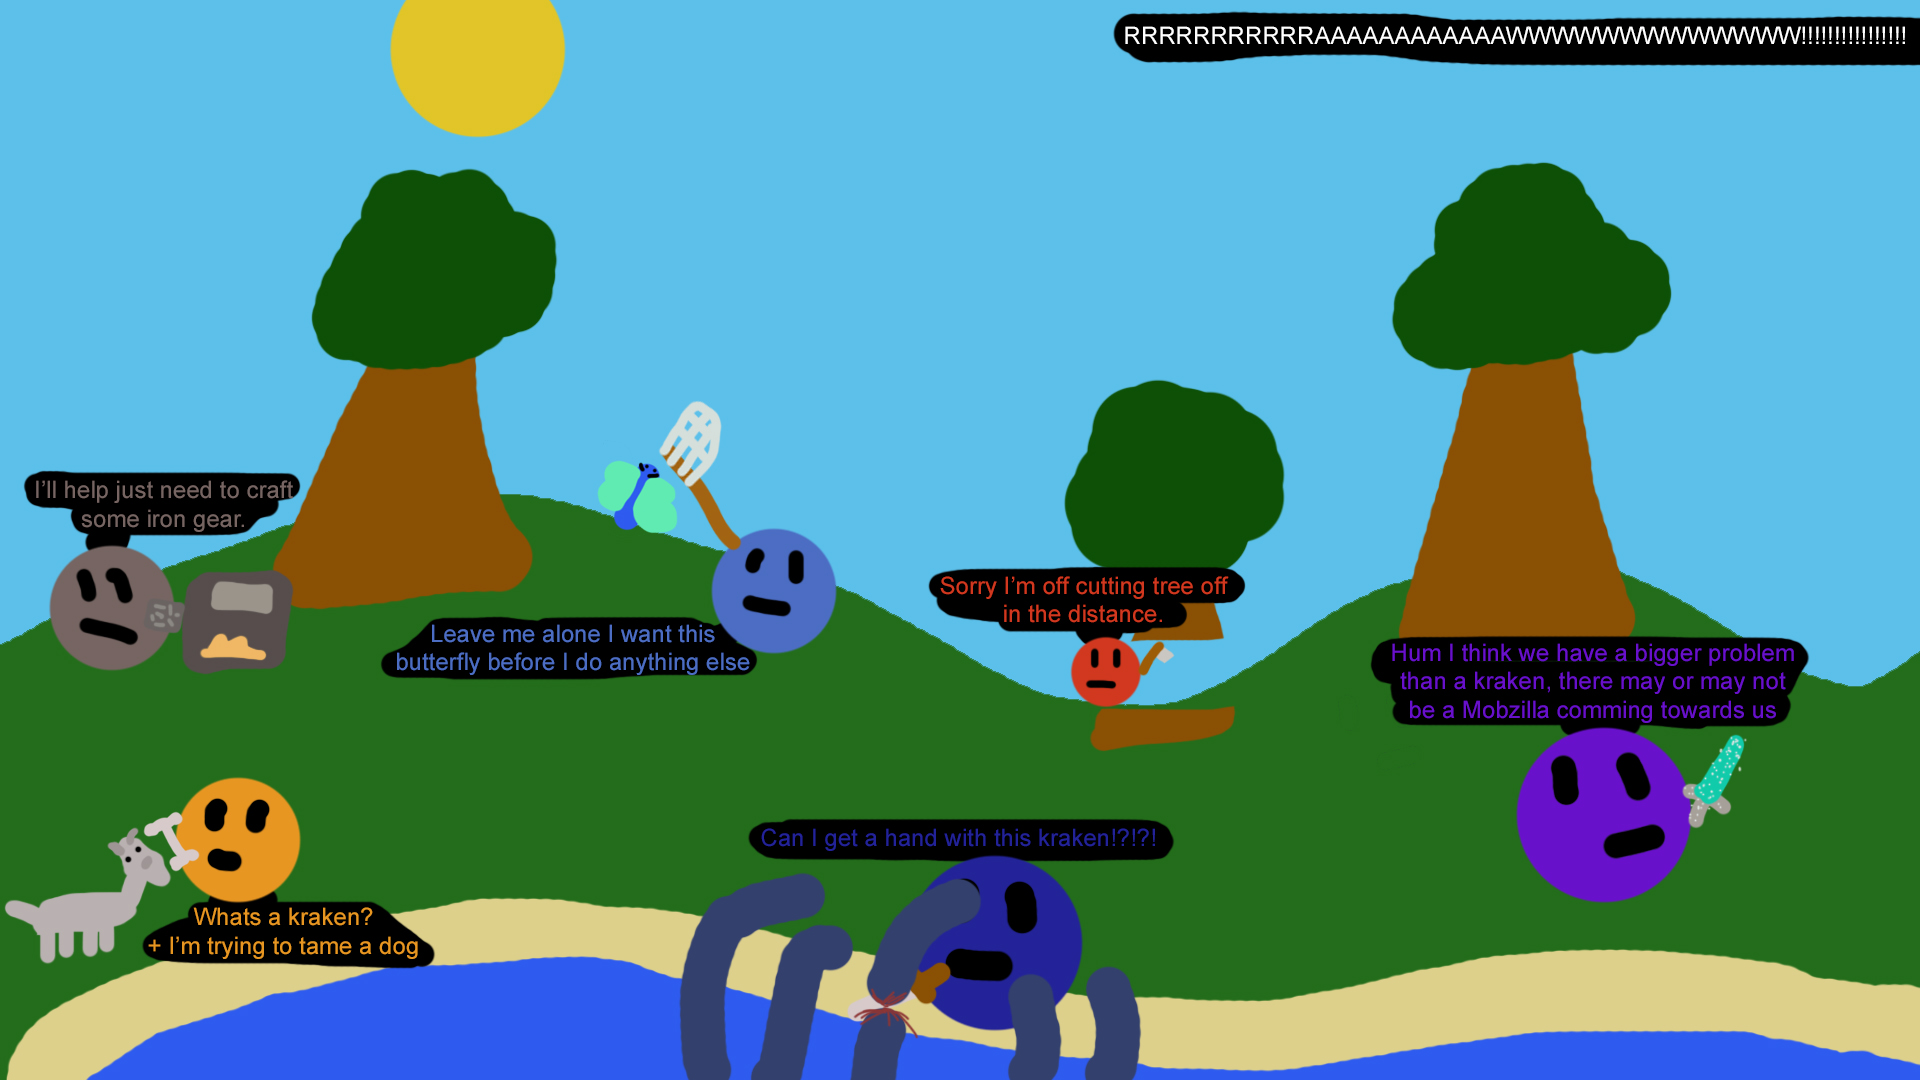 RRRRRRRRRRRAAAAAAAAAAAAWWWWWWWWWWWWW!!!!!!!!!!!!!!!!
I'll help just need to craft
some iron gear.
Leave me alone I want this
butterfly before I do anything else
Sorry I'm off cutting tree off
in the distance.
Hum I think we have a bigger problem
than a kraken, there may or may not
be a Mobzilla comming towards us
Can I get a hand with this kraken!?!?!
Whats a kraken?
+ I'm trying to tame a dog